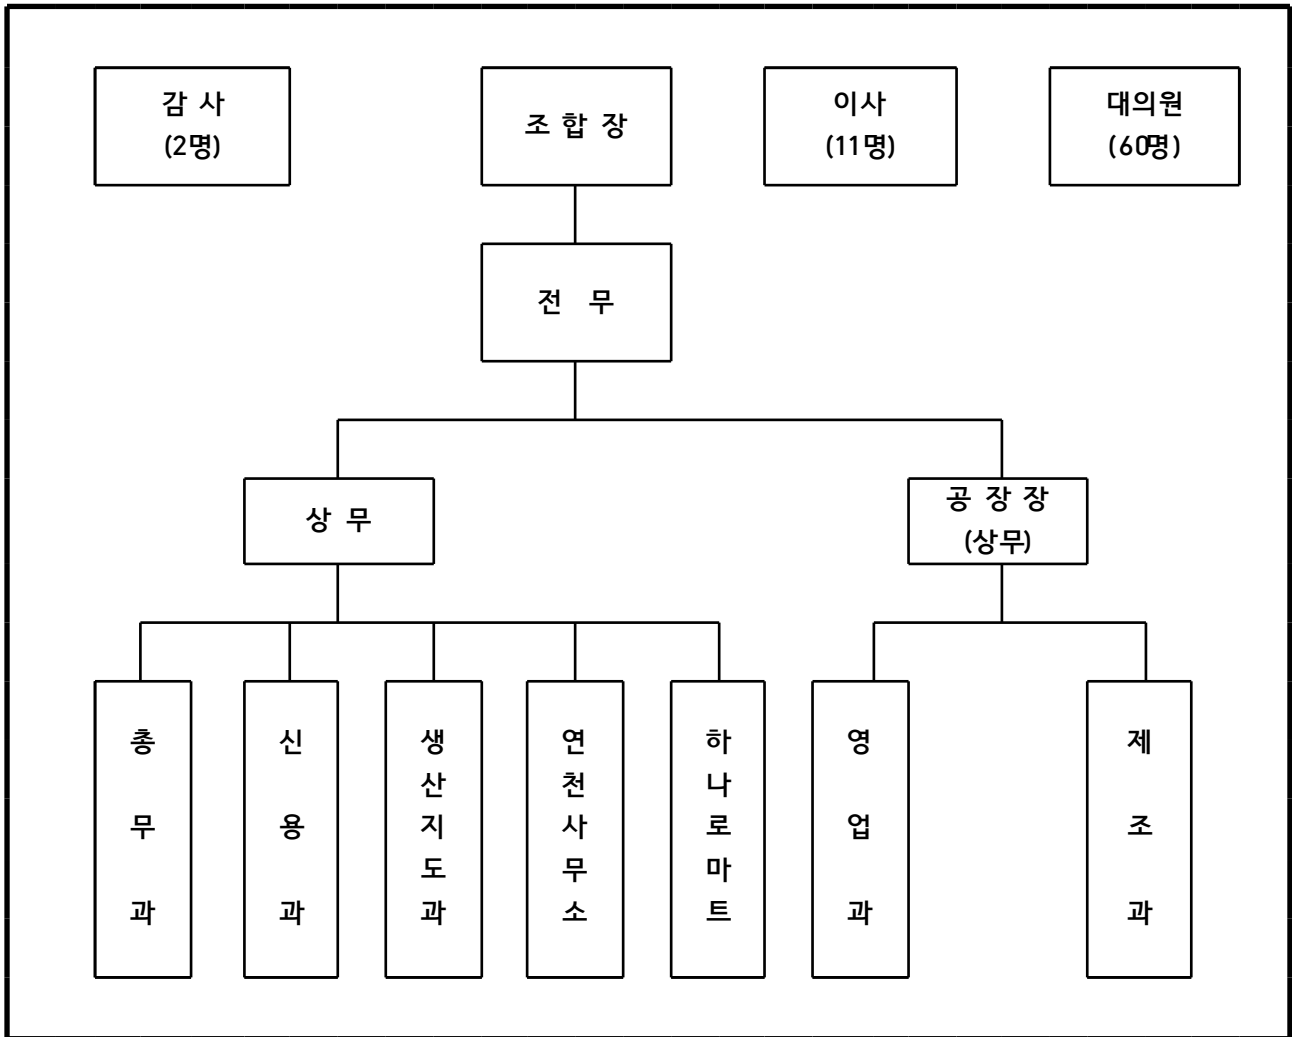 감 사
(2명)
조 합 장
이사
(11명)
대의원
(60명)
전 무
상 무
공 장 장
(상무)
총무과
신용과
생산지도과
연천사무소
하나로마트
영업과
제조과